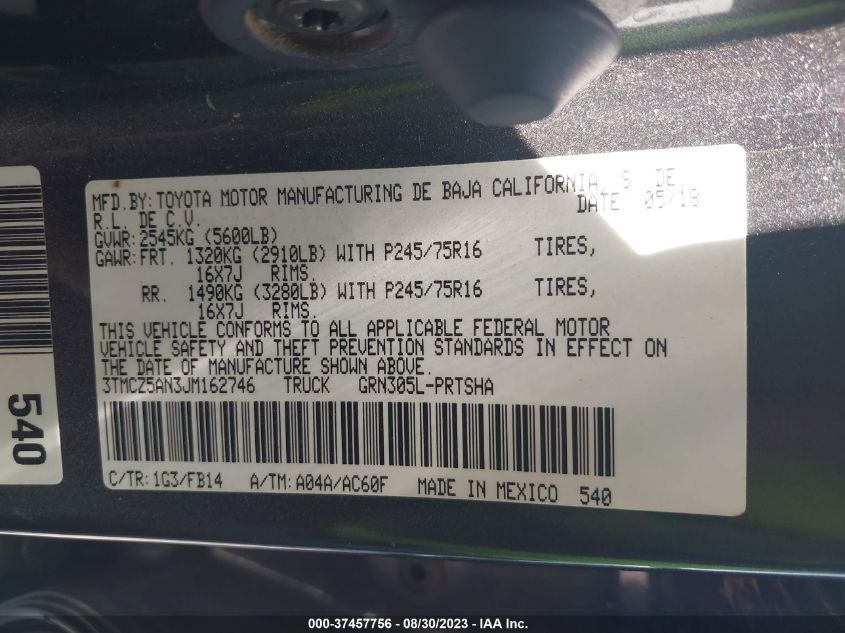 MFD.BY: TOYOTA MOTOR MANUFACTURING DE BAJA CALIFORNIA, S DE
R.L. DE C.V. DATE 05/18
GVWR: 2545KG (5600LB)
GAWR: FRT. 1320KG (2910LB) WITH P245/75R16 TIRES,
16X7J RIMS.
RR. 1490KG (3280LB) WITH P245/75R16 TIRES,
16X7J RIMS.
THIS VEHICLE CONFORMS TO ALL APPLICABLE FEDERAL MOTOR
VEHICLE SAFETY AND THEFT PREVENTION STANDARDS IN EFFECT ON
THE DATE OF MANUFACTURE SHOWN ABOVE.
3TMCZ5AN3JM162746 TRUCK GRN305L-PRTSHA
C/TR: 1G3/FB14 A/TM: A04A/AC60F MADE IN MEXICO 540
540
000-37457756 - 08/30/2023 - IAA Inc.